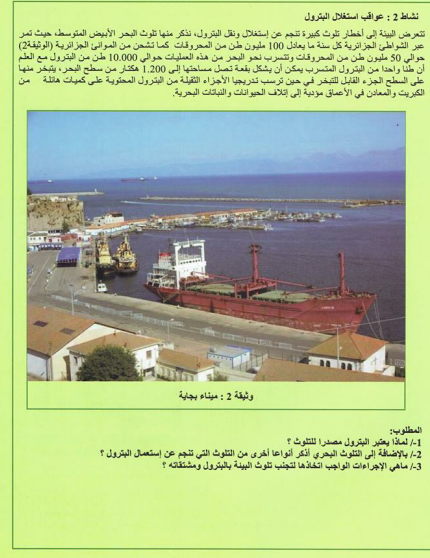 نشاط 2 : عواقب استغلال البترول
تتعرض البيئة إلى أخطار تلوث كبيرة تنجم عن إستغلال ونقل البترول، نذكر منها تلوث البحر الأبيض المتوسط، حيث تمر
عبر الشواطئ الجزائرية كل سنة ما يعادل 100 مليون طن من المحروقات كما تشحن من الموانئ الجزائرية (الوثيقة2)
حوالي 50 مليون طن من المحروقات وتتسرب نحو البحر من هذه العمليات حوالي 10.000 طن من البترول مع العلم
أن طنا واحدا من البترول المتسرب يمكن أن يشكل بقعة تصل مساحتها إلى 1.200 هكتار من سطح البحر، يتبخر منها
على السطح الجزء القابل للتبخر في حين ترسب تدريجيا الأجزاء الثقيلة من البترول المحتوية على كميات هائلة من
الكبريت والمعادن في الأعماق مؤدية إلى إتلاف الحيوانات والنباتات البحرية.
وثيقة 2 : ميناء بجاية
المطلوب:
1-/ لماذا يعتبر البترول مصدرا للتلوث ؟
2-/ بالإضافة إلى التلوث البحري أذكر أنواعا أخرى من التلوث التي تنجم عن إستعمال البترول ؟
3-/ ماهي الإجراءات الواجب اتخاذها لتجنب تلوث البيئة بالبترول ومشتقاته ؟